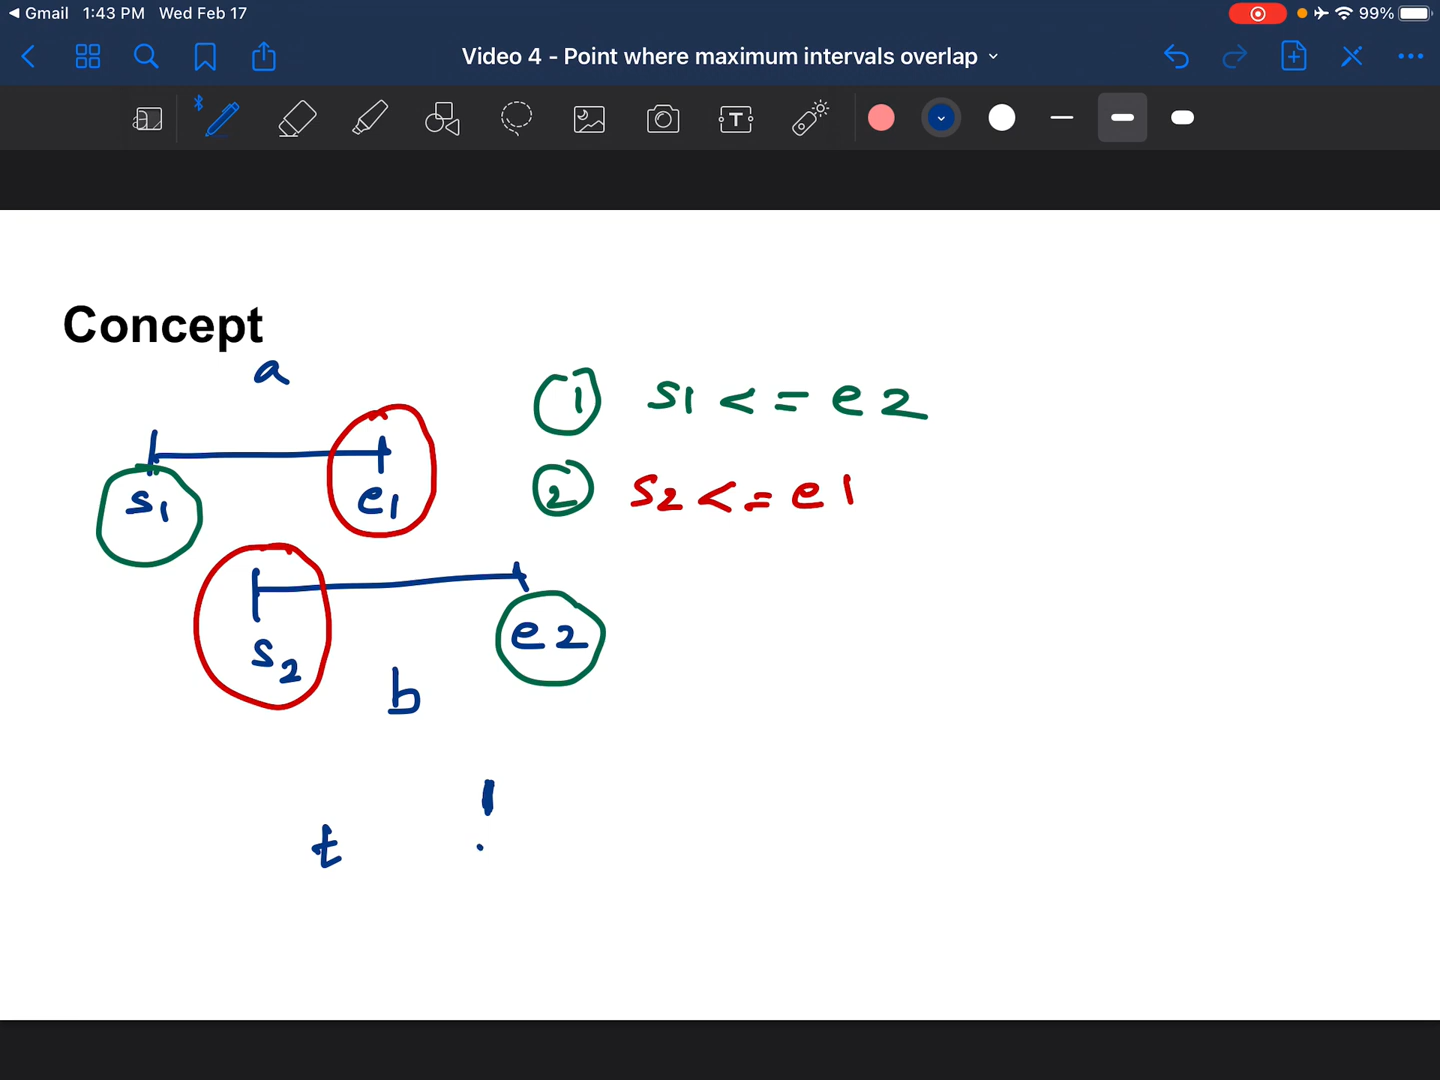 Gmail 1:43 PM Wed Feb 17 99%
Video 4 - Point where maximum intervals overlap
T
Concept
a
① s1 <= e2
s1 e1
② s2 <= e1
s2 e2
b
t !